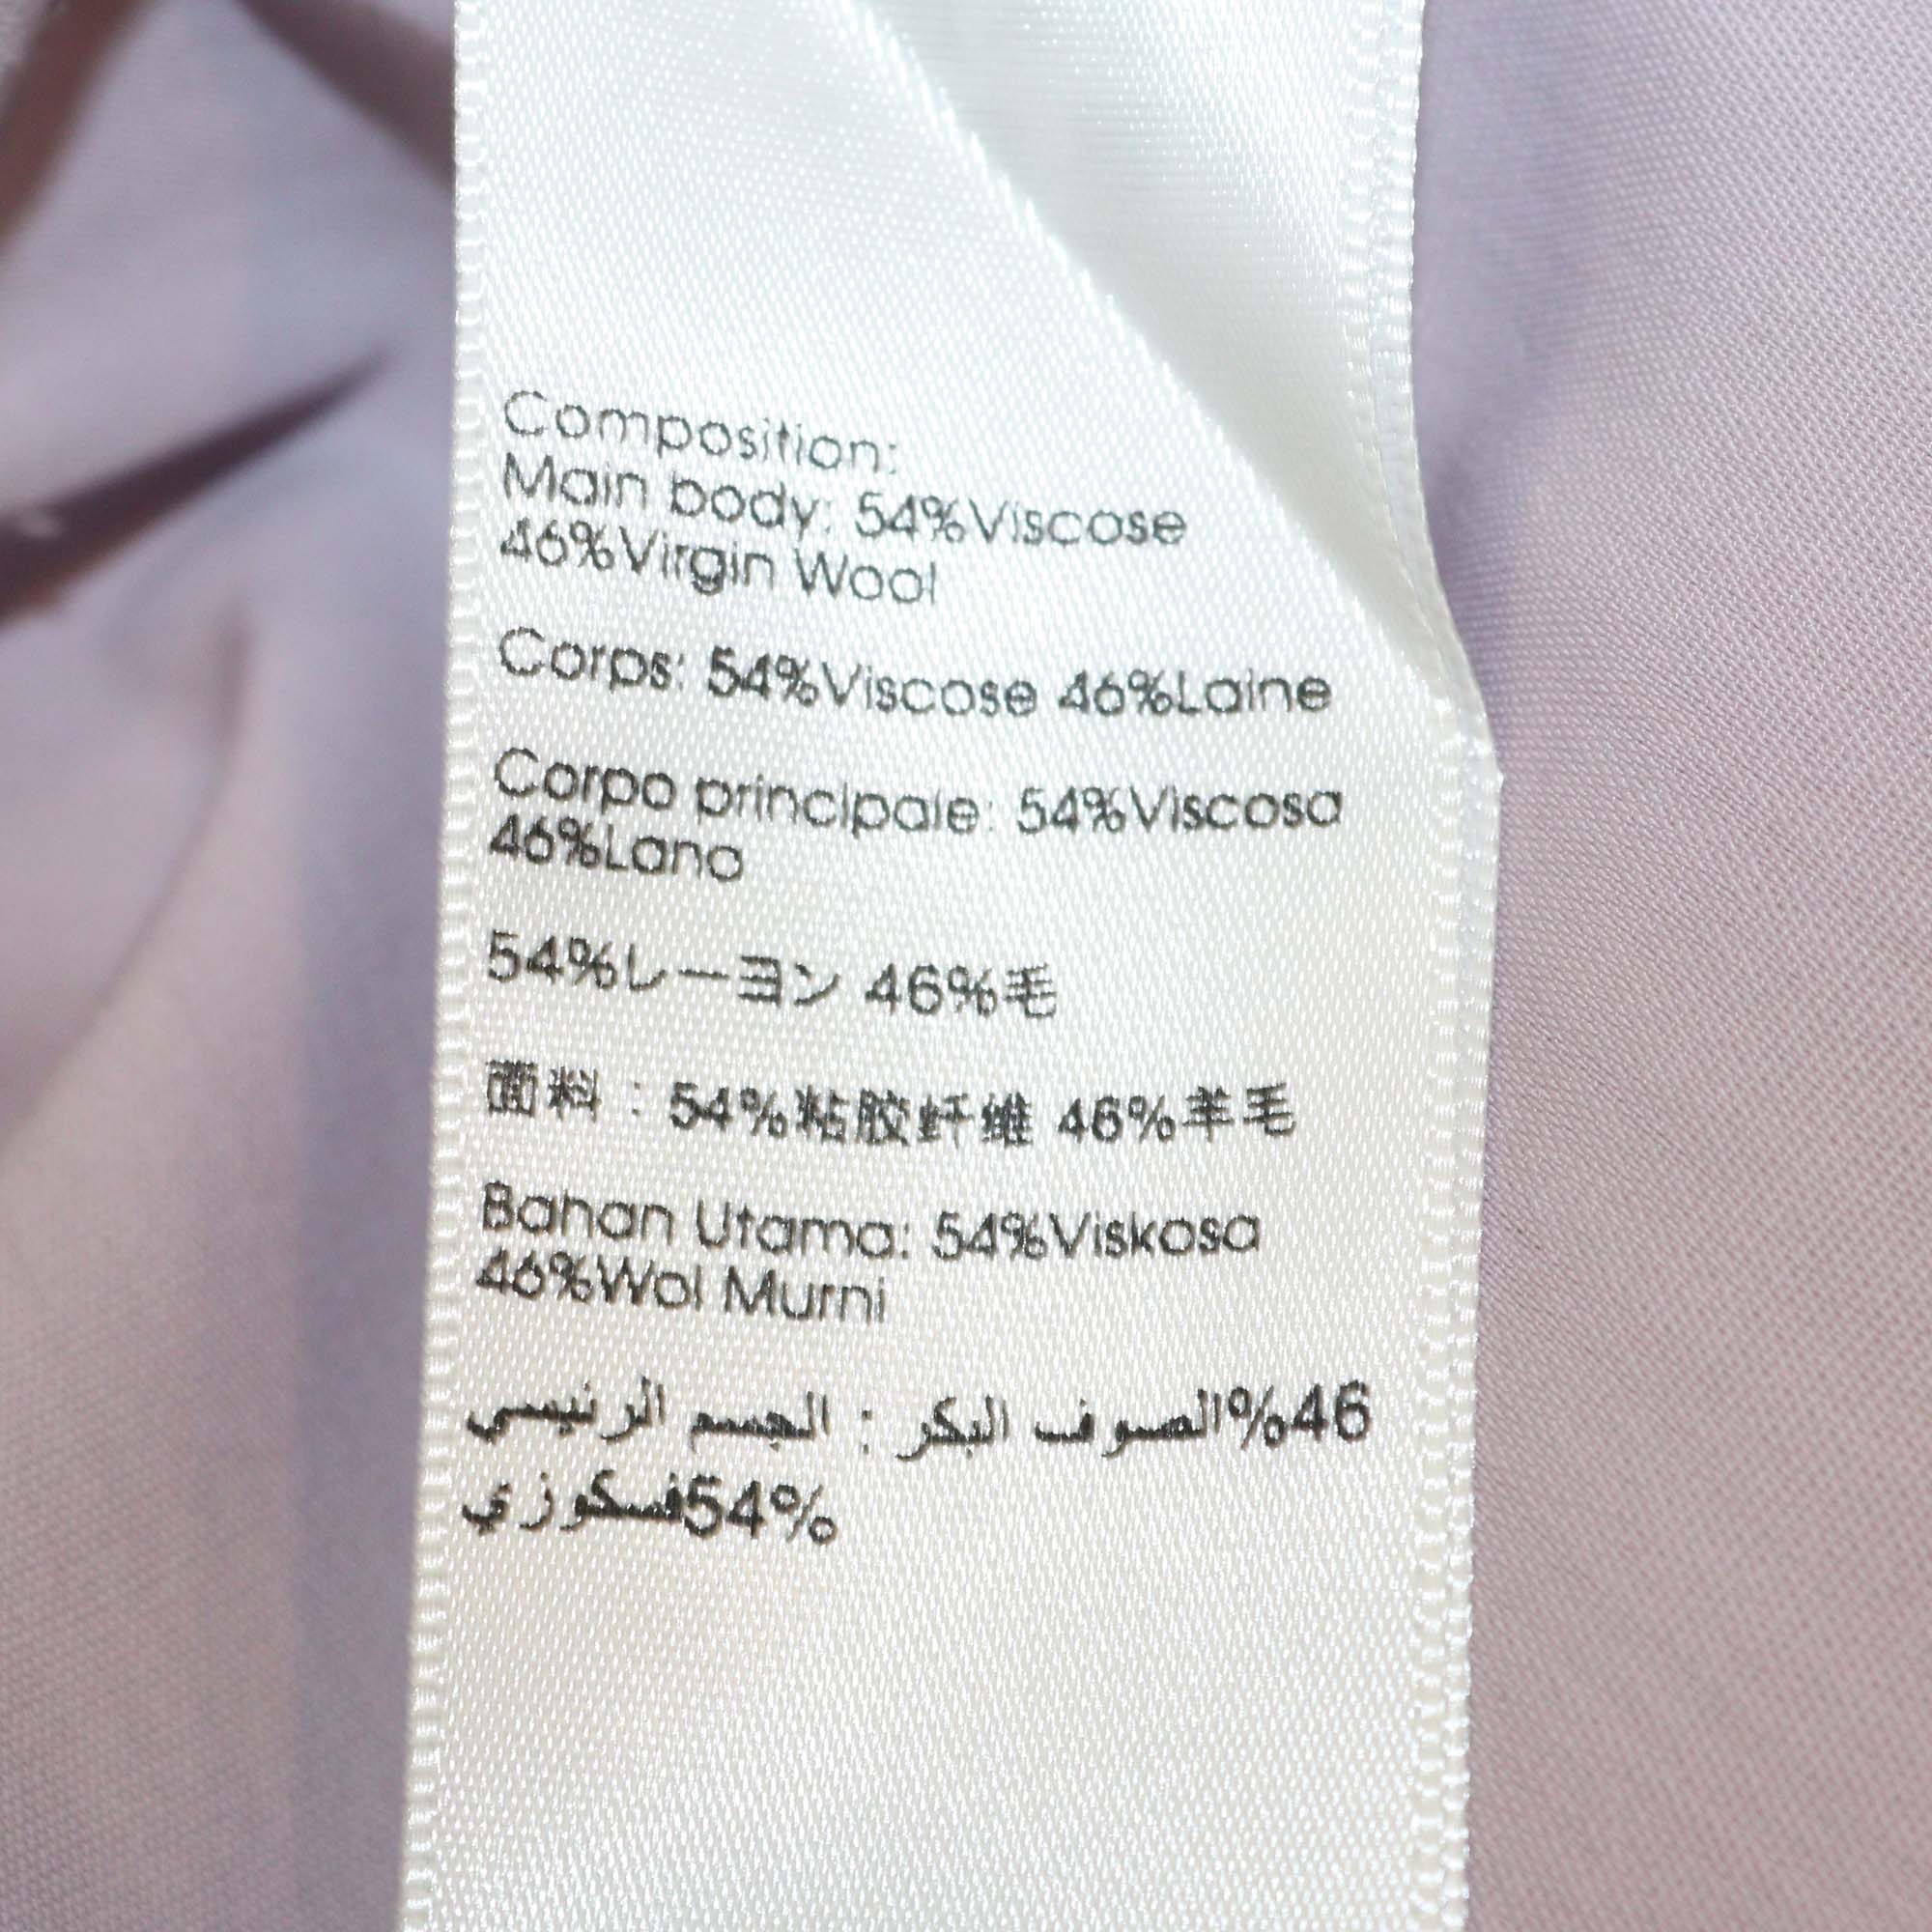 Composition:
Main body: 54%Viscose
46%Virgin Wool
Corps: 54%Viscose 46%Laine
Corpo principale: 54%Viscosa
46%Lana
54%レーヨン 46%毛
面料：54%粘胶纤维 46%羊毛
Bahan Utama: 54%Viskosa
46%Wol Murni
46%الصوف البكر : الجسم الرئيسي
%54فسكوزي